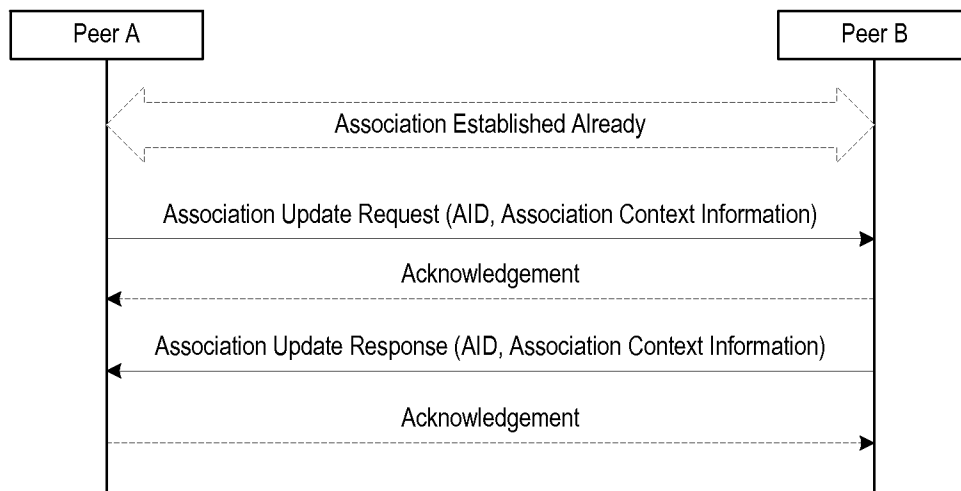 Peer A
Peer B
Association Established Already
Association Update Request (AID, Association Context Information)
Acknowledgement
Association Update Response (AID, Association Context Information)
Acknowledgement